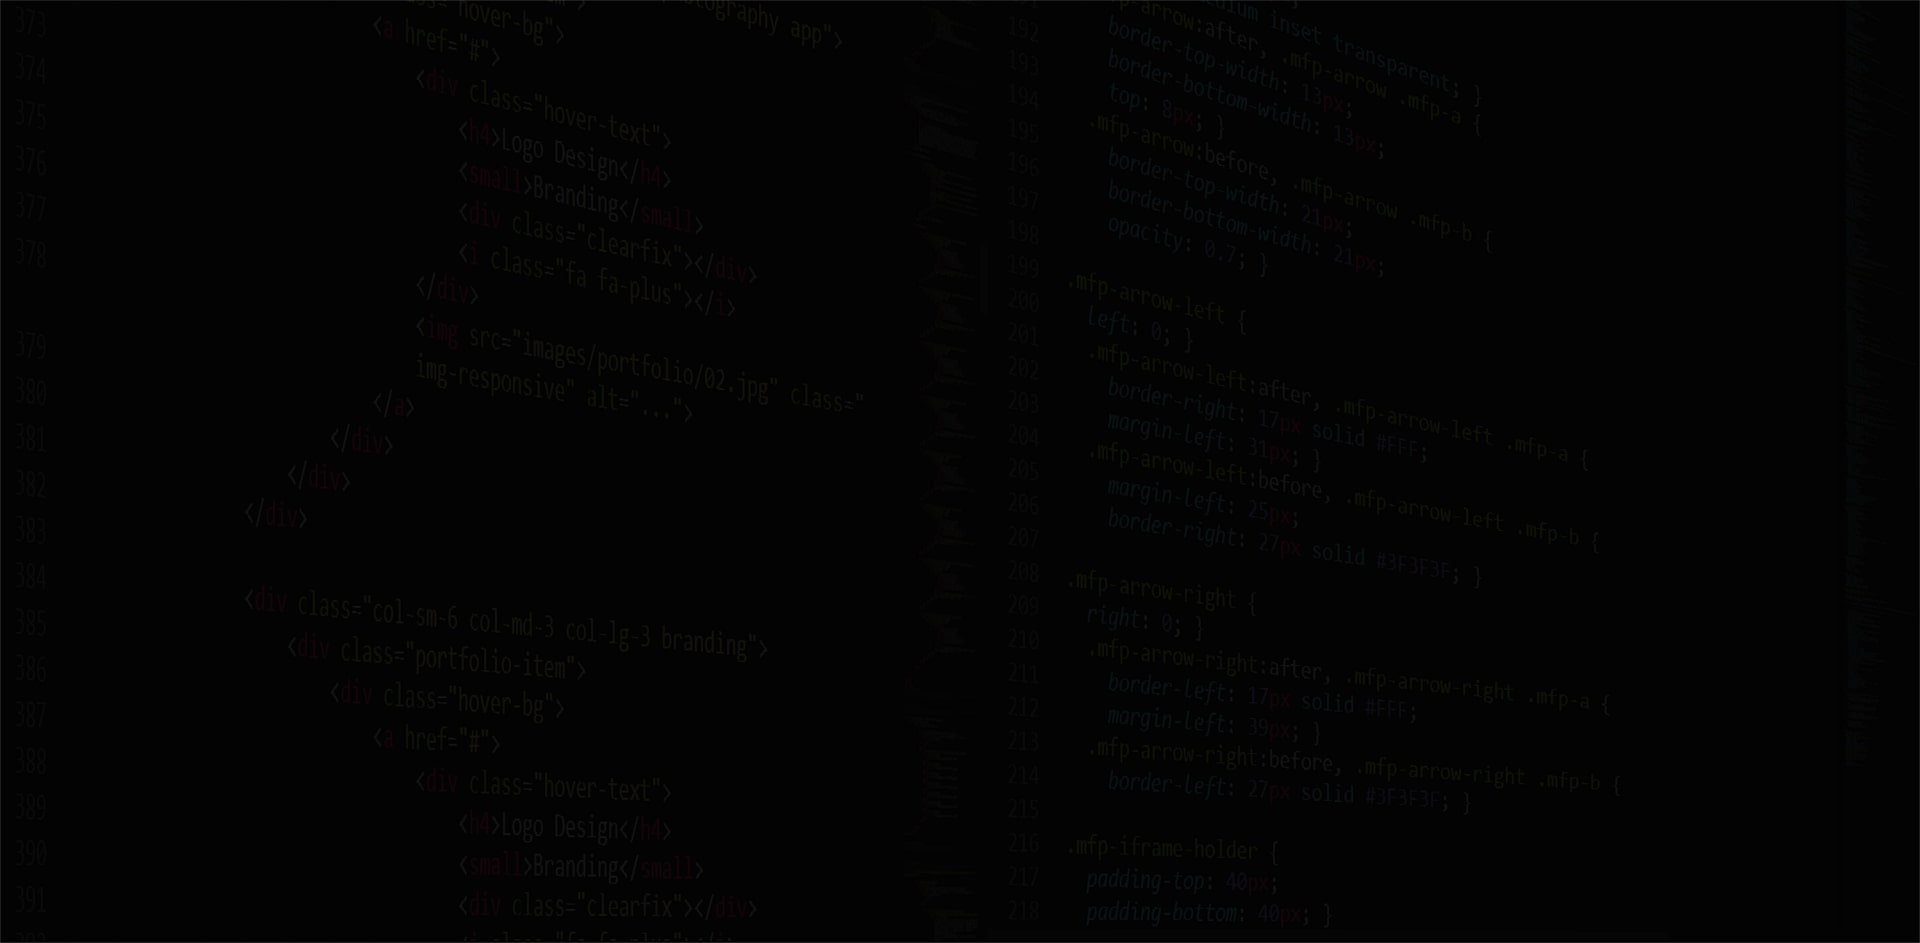 373
374
375
376
377
378
379
380
381
382
383
384
385
386
387
388
389
390
391
hover-bg">
app">
<a href="#">
<div class="hover-text">
<h4>Logo Design</h4>
<small>Branding</small>
<div class="clearfix"></div>
<i class="fa fa-plus"></i
</div>
<img src="images/portfolio/02.jpg" class="
img-responsive" alt="...">
</a>
</div>
</div>
</div>
<div class="col-sm-6 col-md-3 col-lg-3 branding">
<div class="portfolio-item">
<div class="hover-bg">
<a href="#">
<div class="hover-text">
<h4>Logo Design</h4>
<small>Branding</small>
<div class="clearfix"></div>
192
193
194
195
196
197
198
199
200
201
202
203
204
205
206
207
208
209
210
211
212
213
214
215
216
217
218
inset transparent; }
.mfp-arrow .mfp-a {
border-top-width: 13px;
border-bottom-width: 13px;
top: 8px; }
.mfp-arrow:before, .mfp-arrow .mfp-b {
border-top-width: 21px;
border-bottom-width: 21px;
opacity: 0.7; }
.mfp-arrow-left {
left: 0; }
.mfp-arrow-left:after, .mfp-arrow-left .mfp-a {
border-right: 17px solid #FFF;
margin-left: 31px; }
.mfp-arrow-left:before, .mfp-arrow-left .mfp-b {
margin-left: 25px;
border-right: 27px solid #3F3F3F; }
.mfp-arrow-right {
right: 0; }
.mfp-arrow-right:after, .mfp-arrow-right .mfp-a {
border-left: 17px solid #FFF;
margin-left: 39px; }
.mfp-arrow-right:before, .mfp-arrow-right .mfp-b {
border-left: 27px solid #3F3F3F; }
.mfp-iframe-holder {
padding-top: 40px;
padding-bottom: 40px; }